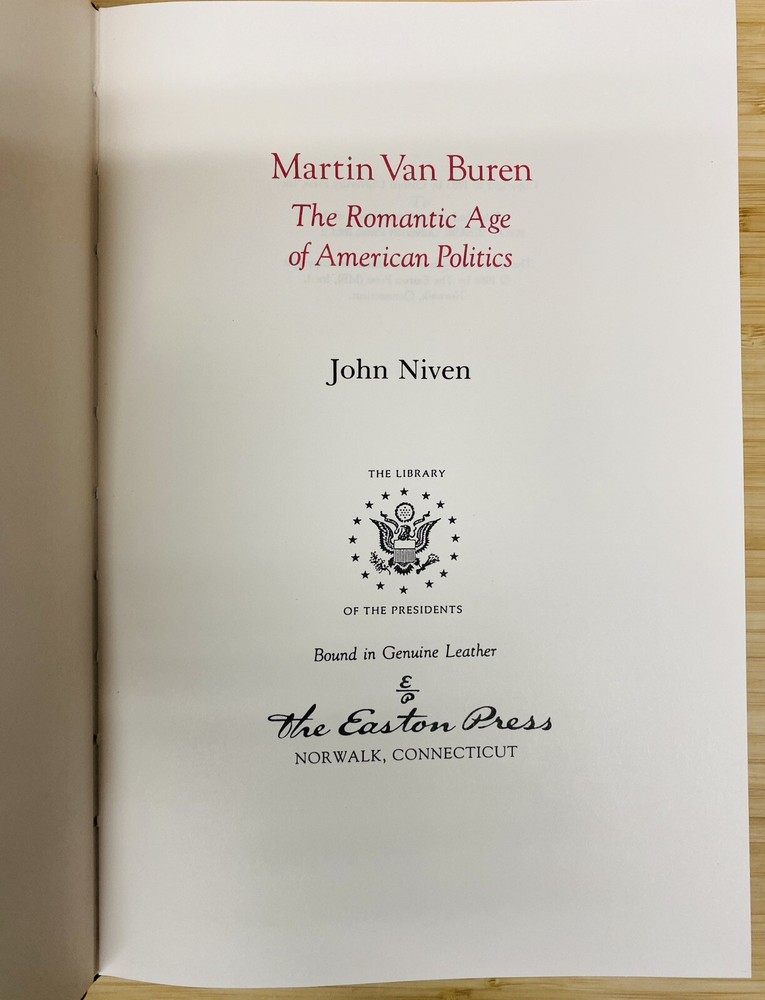 Martin Van Buren
The Romantic Age
of American Politics
John Niven
THE LIBRARY
OF THE PRESIDENTS
Bound in Genuine Leather
The Easton Press
NORWALK, CONNECTICUT